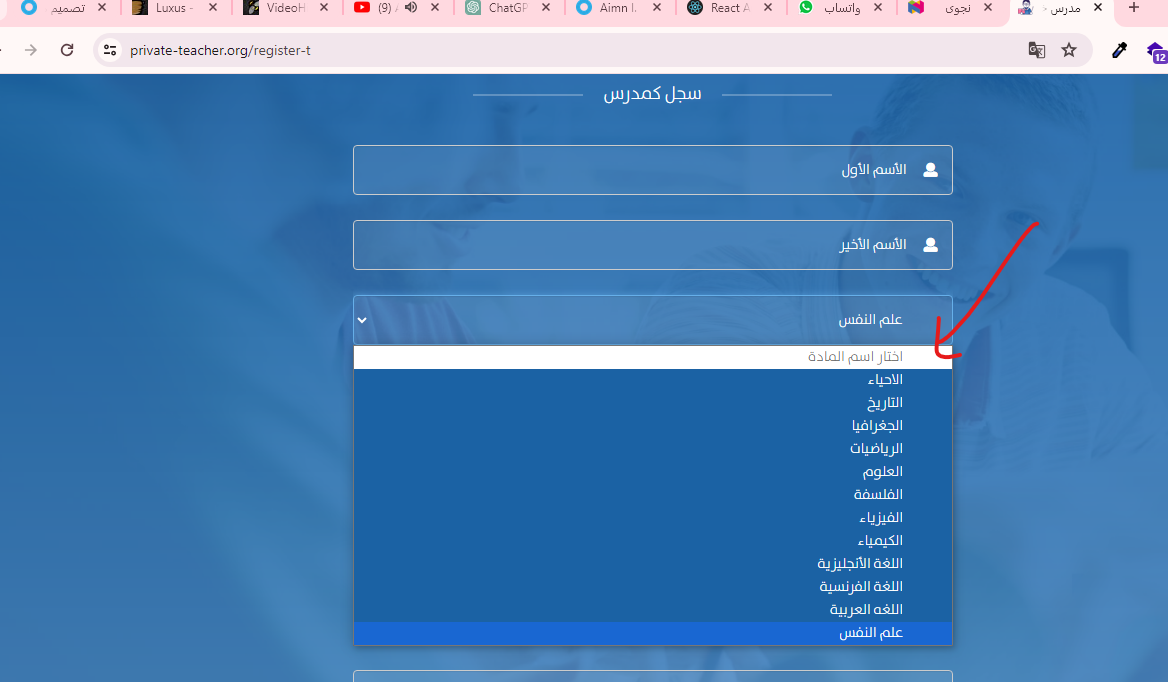 تصميم
Luxus -
VideoH
(9)
ChatGP
Aimn I.
React A
واتساب
نجوى
مدرس
private-teacher.org/register-t
12
سجل كمدرس
الأسم الأول
الأسم الأخير
علم النفس
اختار اسم المادة
الاحياء
التاريخ
الجغرافيا
الرياضيات
العلوم
الفلسفة
الفيزياء
الكيمياء
اللغة الأنجليزية
اللغة الفرنسية
اللغه العربية
علم النفس